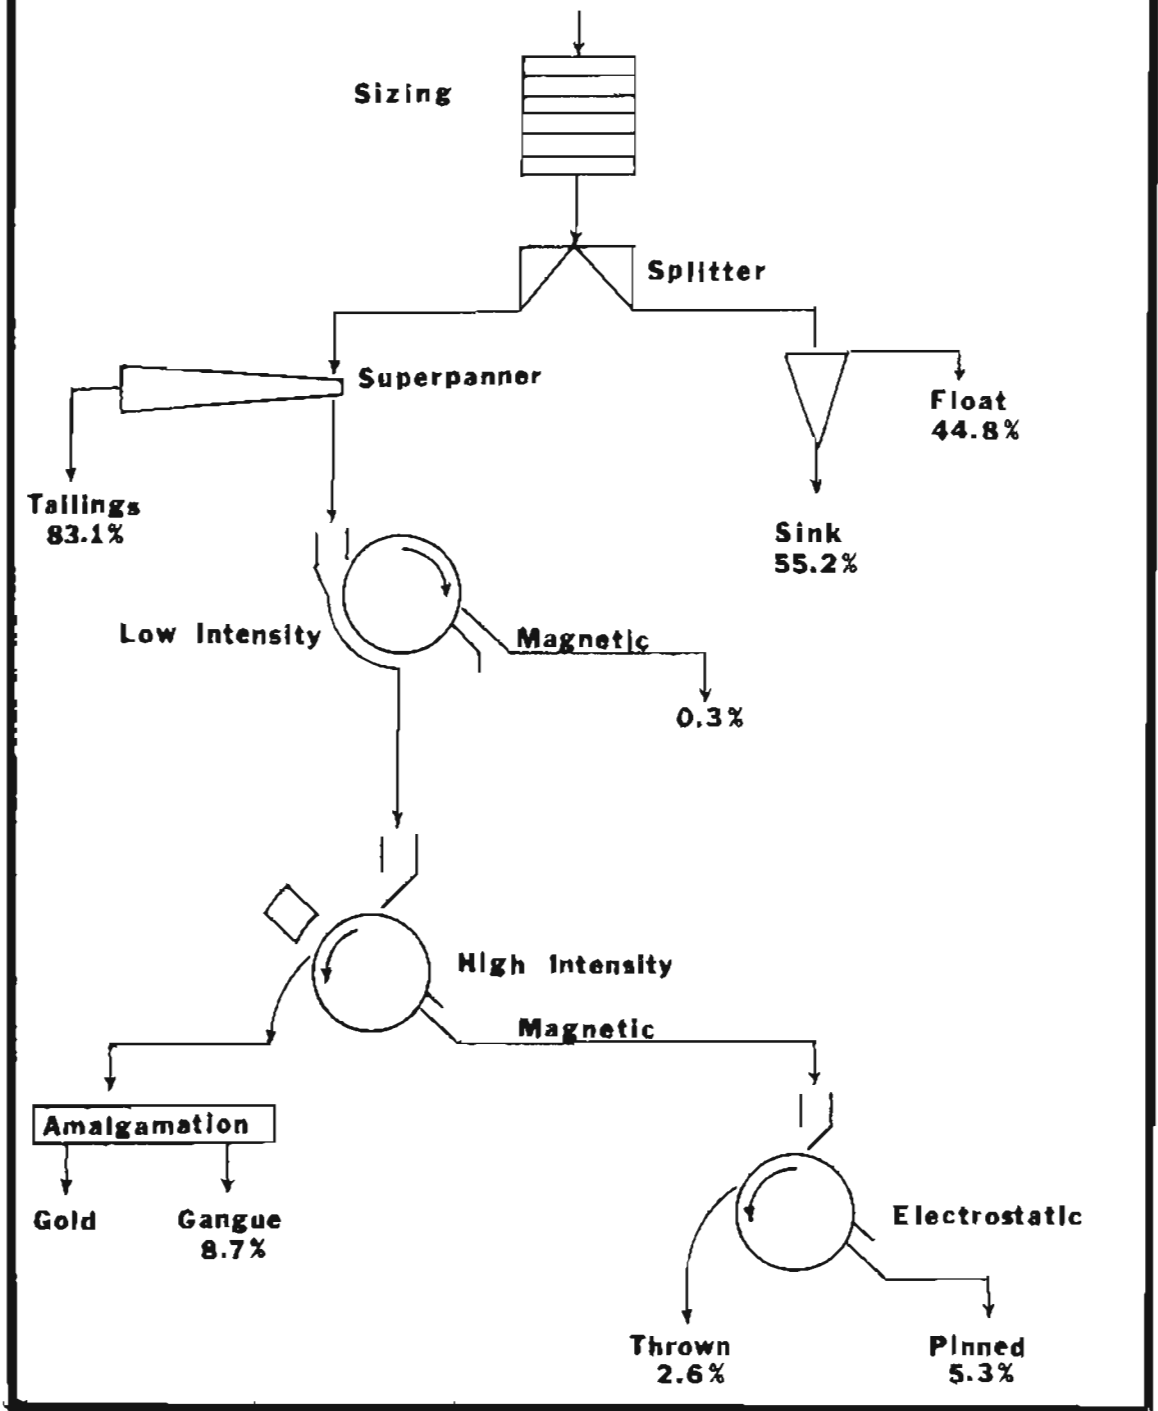 Sizing
Splitter
Superpanner
Float
44.8%
Tailings
83.1%
Sink
55.2%
Low Intensity
Magnetic
0.3%
High Intensity
Magnetic
Amalgamation
Gold
Gangue
8.7%
Electrostatic
Thrown
2.6%
Pinned
5.3%